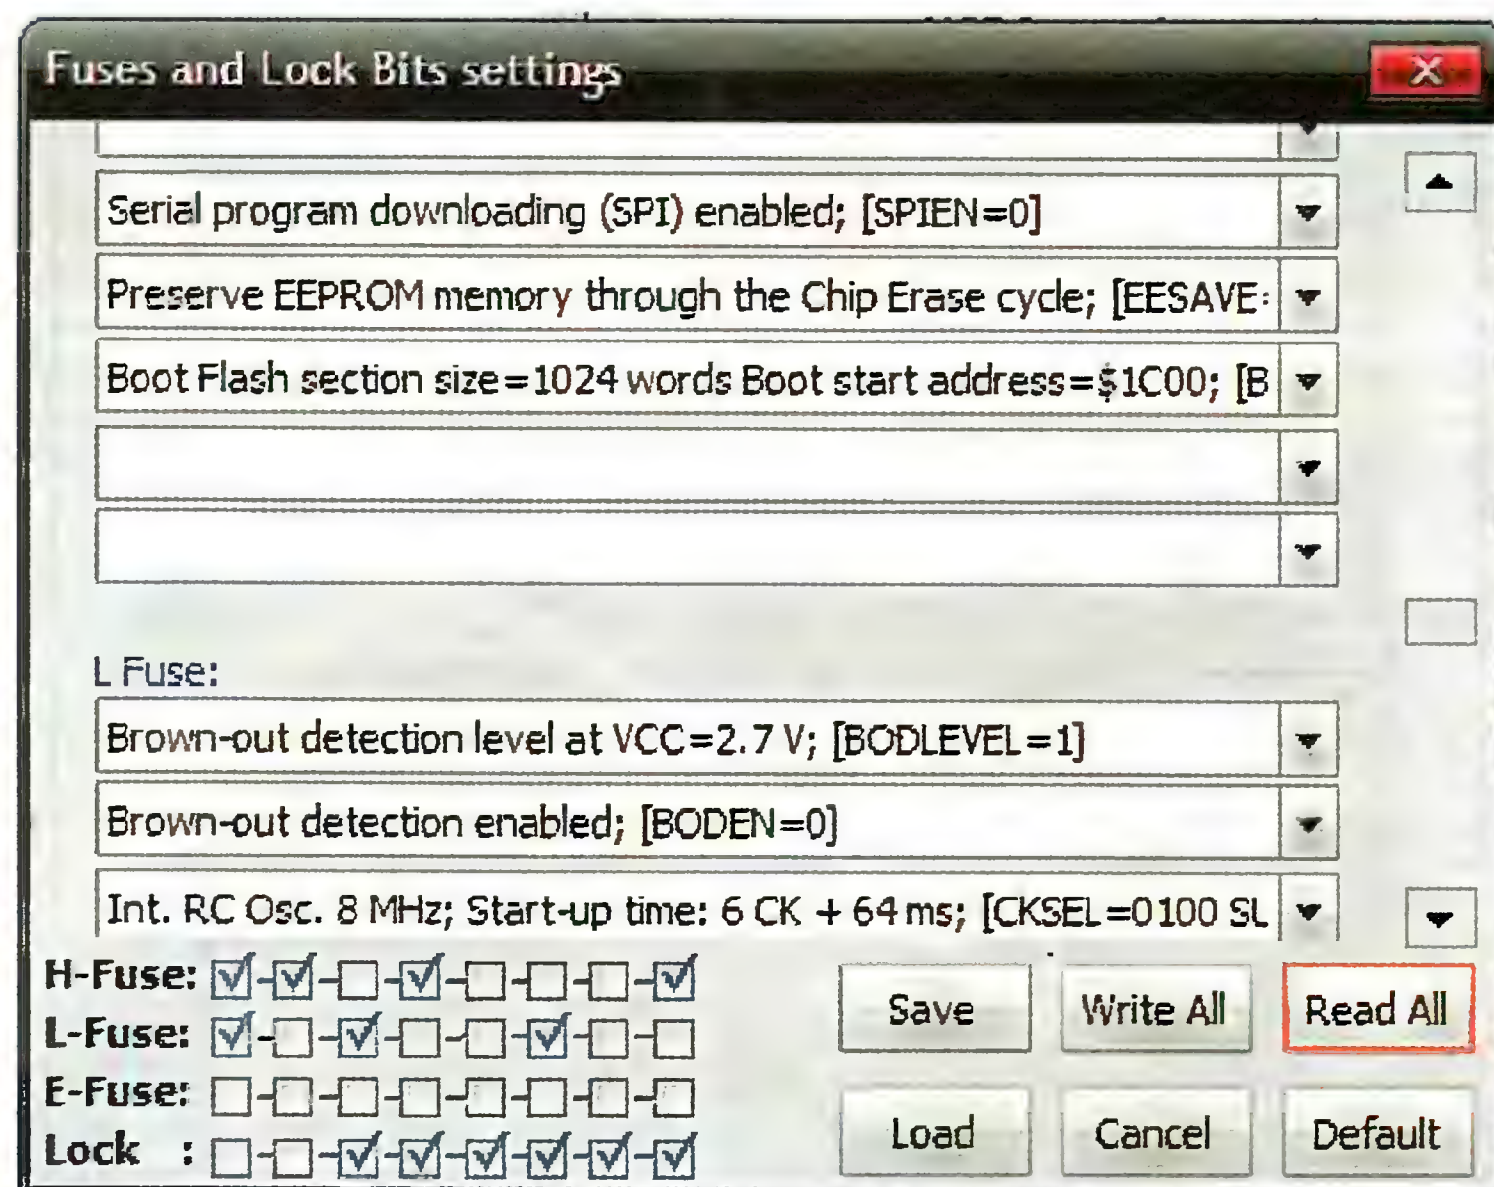 Fuses and Lock Bits settings
Serial program downloading (SPI) enabled; [SPIEN=0]
Preserve EEPROM memory through the Chip Erase cycle; [EESAVE=
Boot Flash section size=1024 words Boot start address=$1C00; [B
L Fuse:
Brown-out detection level at VCC=2.7 V; [BODLEVEL=1]
Brown-out detection enabled; [BODEN=0]
Int. RC Osc. 8 MHz; Start-up time: 6 CK + 64 ms; [CKSEL=0100 SU
H-Fuse:
L-Fuse:
E-Fuse:
Lock :
Save
Write All
Read All
Load
Cancel
Default